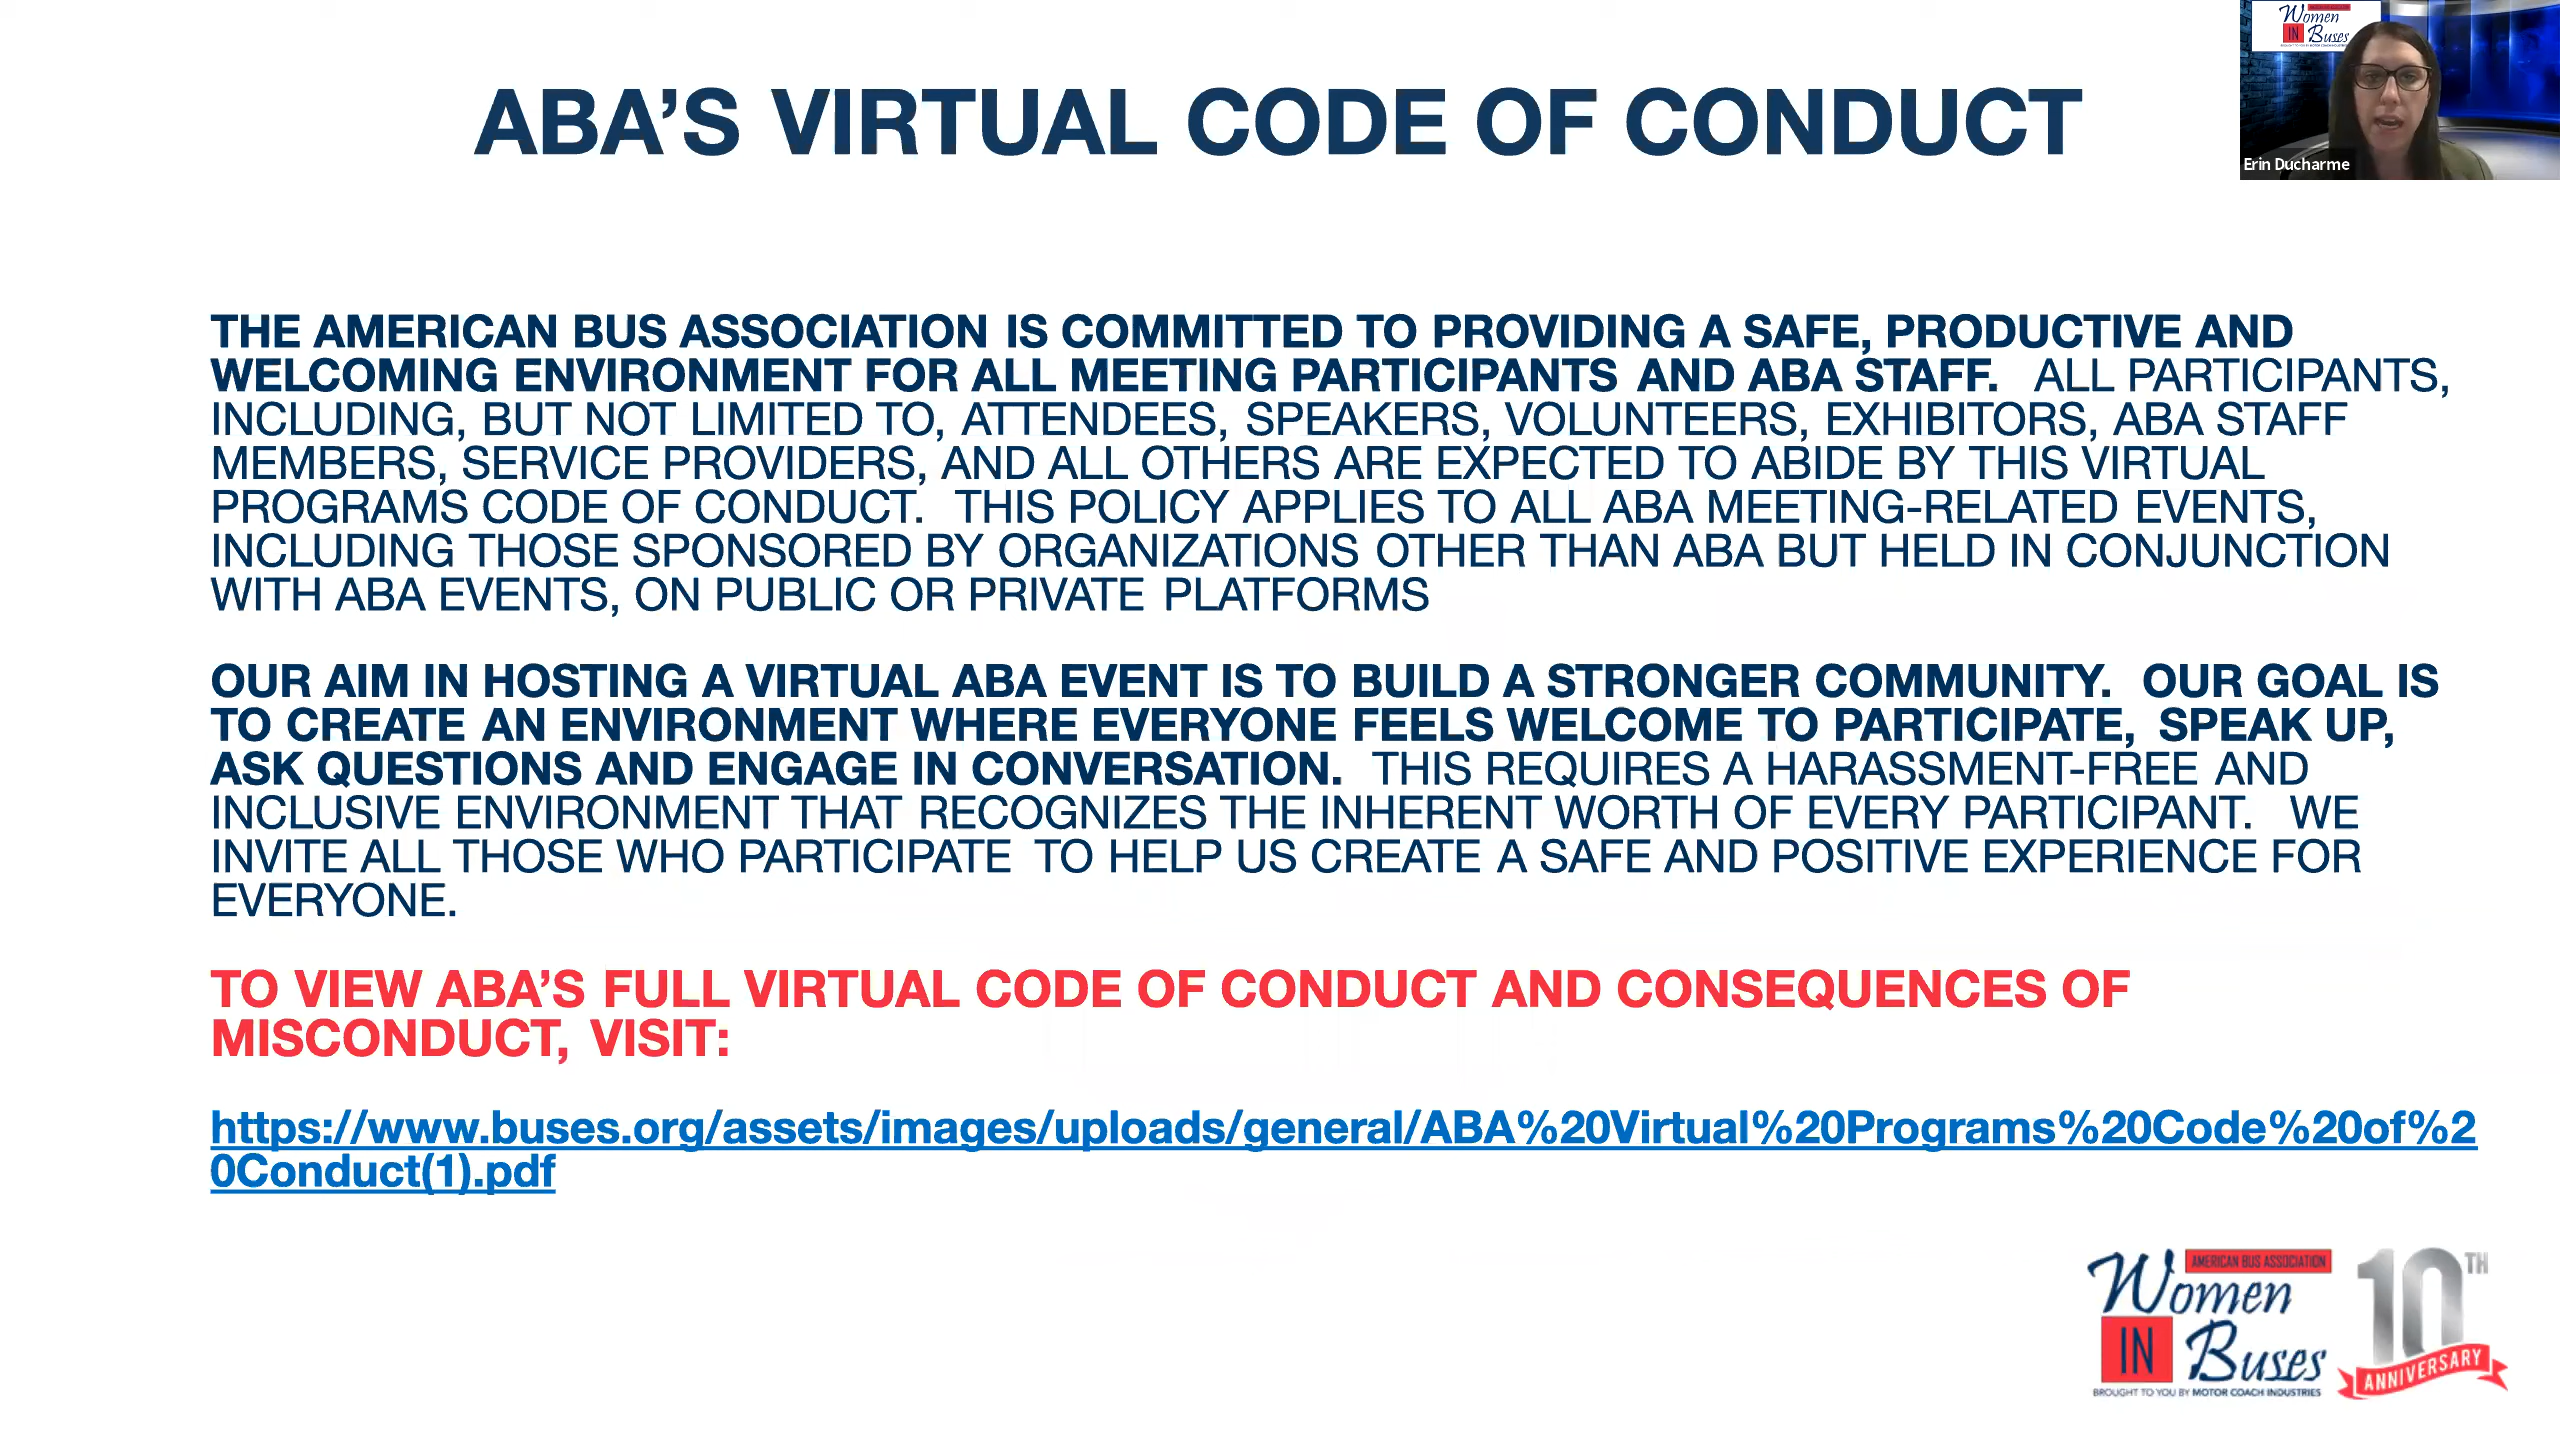 ABA’S VIRTUAL CODE OF CONDUCT
Women
IN
Buses
Erin Ducharme
THE AMERICAN BUS ASSOCIATION IS COMMITTED TO PROVIDING A SAFE, PRODUCTIVE AND
WELCOMING ENVIRONMENT FOR ALL MEETING PARTICIPANTS AND ABA STAFF. ALL PARTICIPANTS,
INCLUDING, BUT NOT LIMITED TO, ATTENDEES, SPEAKERS, VOLUNTEERS, EXHIBITORS, ABA STAFF
MEMBERS, SERVICE PROVIDERS, AND ALL OTHERS ARE EXPECTED TO ABIDE BY THIS VIRTUAL
PROGRAMS CODE OF CONDUCT. THIS POLICY APPLIES TO ALL ABA MEETING-RELATED EVENTS,
INCLUDING THOSE SPONSORED BY ORGANIZATIONS OTHER THAN ABA BUT HELD IN CONJUNCTION
WITH ABA EVENTS, ON PUBLIC OR PRIVATE PLATFORMS
OUR AIM IN HOSTING A VIRTUAL ABA EVENT IS TO BUILD A STRONGER COMMUNITY. OUR GOAL IS
TO CREATE AN ENVIRONMENT WHERE EVERYONE FEELS WELCOME TO PARTICIPATE, SPEAK UP,
ASK QUESTIONS AND ENGAGE IN CONVERSATION. THIS REQUIRES A HARASSMENT-FREE AND
INCLUSIVE ENVIRONMENT THAT RECOGNIZES THE INHERENT WORTH OF EVERY PARTICIPANT. WE
INVITE ALL THOSE WHO PARTICIPATE TO HELP US CREATE A SAFE AND POSITIVE EXPERIENCE FOR
EVERYONE.
TO VIEW ABA’S FULL VIRTUAL CODE OF CONDUCT AND CONSEQUENCES OF
MISCONDUCT, VISIT:
https://www.buses.org/assets/images/uploads/general/ABA%20Virtual%20Programs%20Code%20of%2
0Conduct(1).pdf
AMERICAN BUS ASSOCIATION
Women
IN
Buses
BROUGHT TO YOU BY MOTOR COACH INDUSTRIES
10TH
ANNIVERSARY